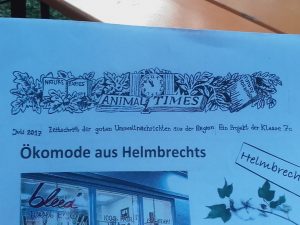 NATURE
ANIMAL TIMES
Juli 2017 Zeitschrift der guten Umweltnachrichten aus der Region Ein Projekt der Klasse 7c
Ökomode aus Helmbrechts
Helmbrech
bleed